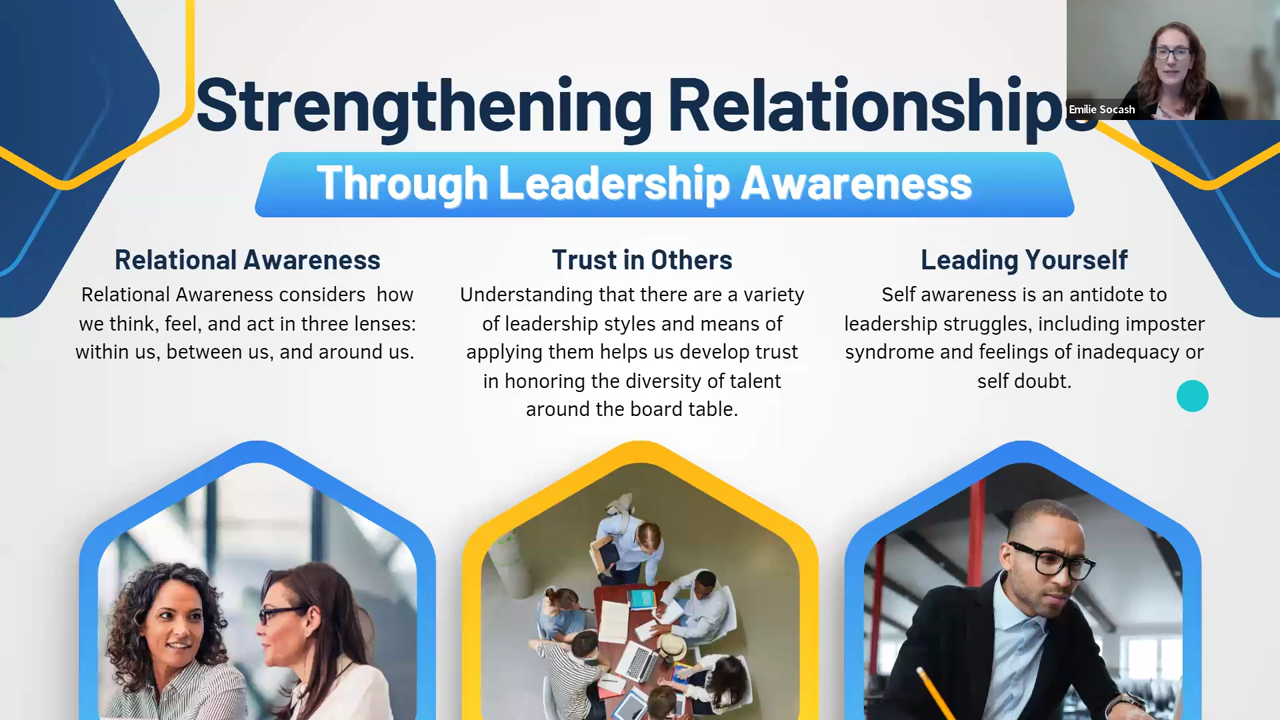 Strengthening Relationships
Emilie Socash
Through Leadership Awareness
Relational Awareness
Relational Awareness considers how
we think, feel, and act in three lenses:
within us, between us, and around us.
Trust in Others
Understanding that there are a variety
of leadership styles and means of
applying them helps us develop trust
in honoring the diversity of talent
around the board table.
Leading Yourself
Self awareness is an antidote to
leadership struggles, including imposter
syndrome and feelings of inadequacy or
self doubt.